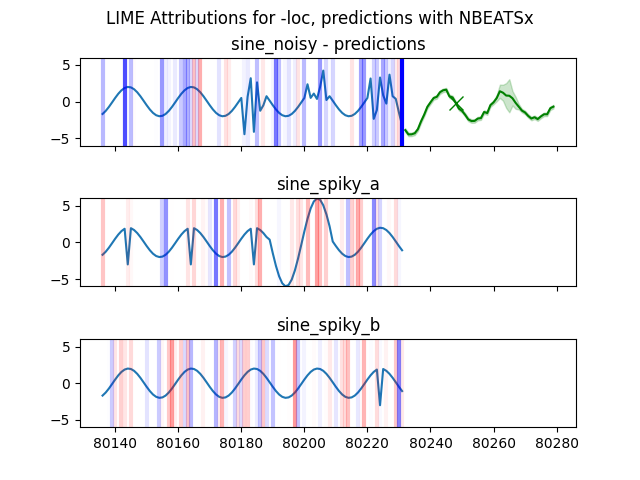 LIME Attributions for -loc, predictions with NBEATSx
sine_noisy - predictions
5
0
−5
sine_spiky_a
5
0
−5
sine_spiky_b
5
0
−5
80140 80160 80180 80200 80220 80240 80260 80280